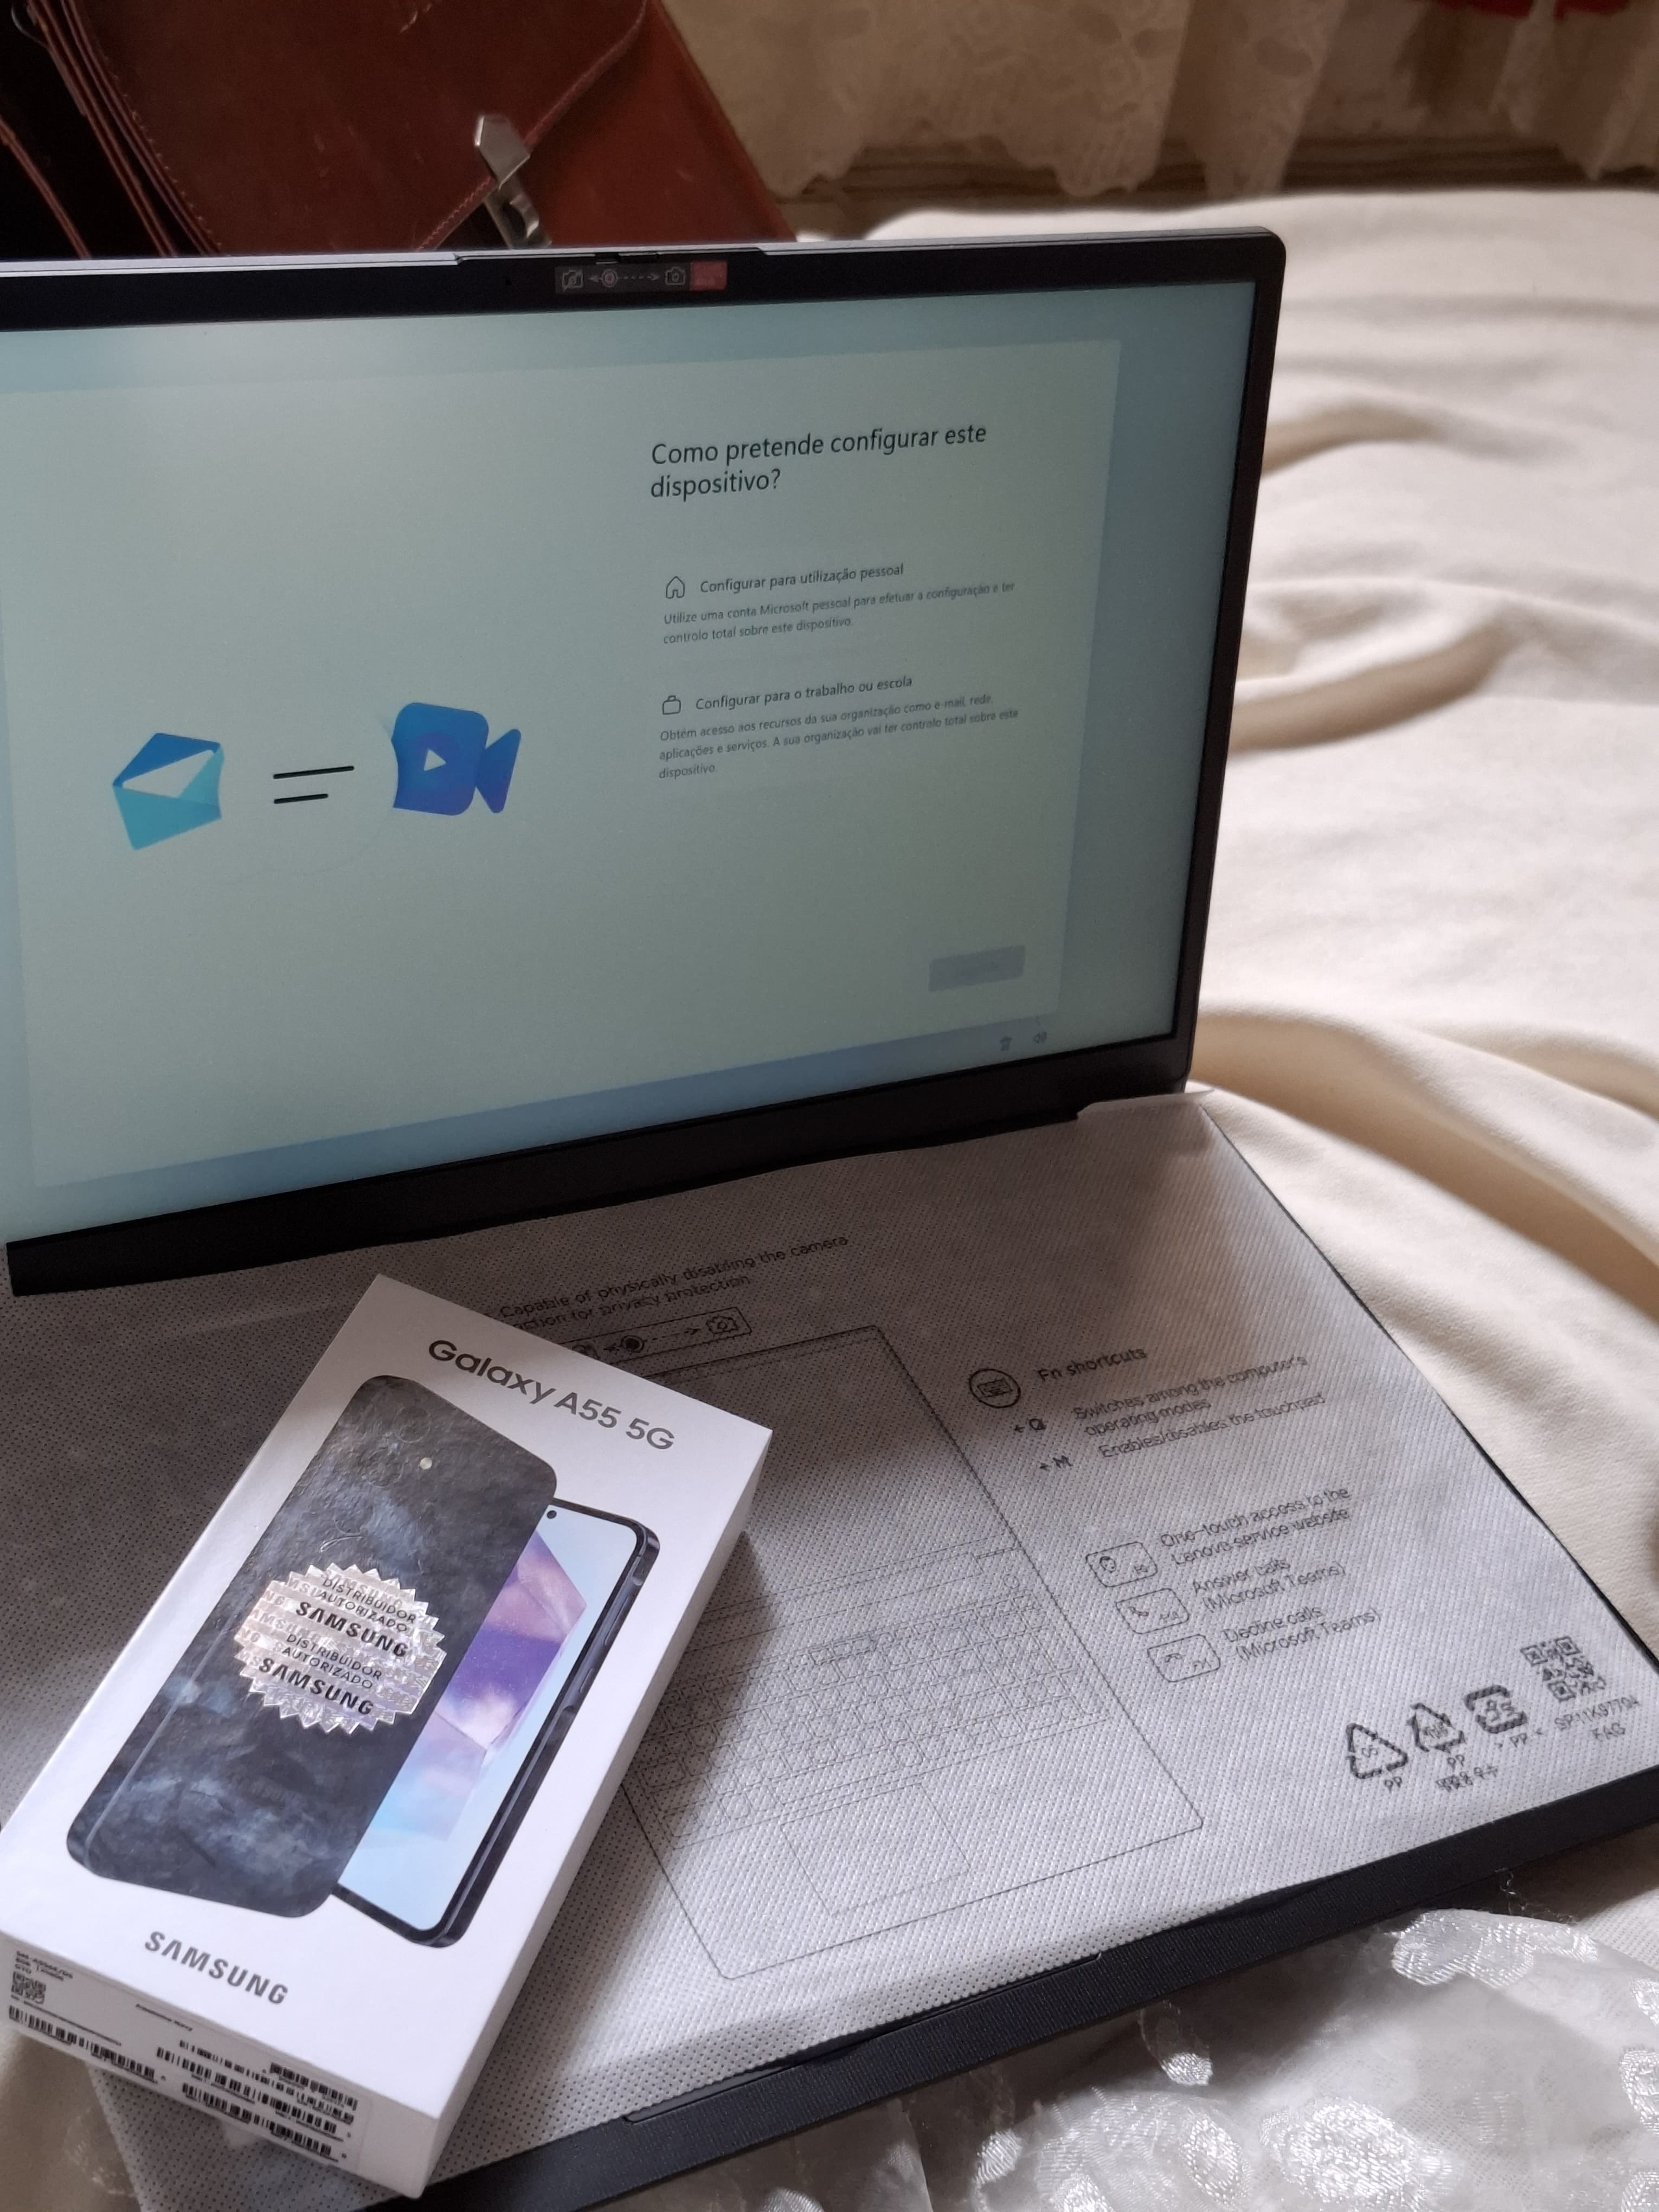 Como pretende configurar este
dispositivo?
Configurar para utilização pessoal
Utilize uma conta Microsoft pessoal para efetuar a configuração e ter
controlo total sobre este dispositivo.
Configurar para o trabalho ou escola
Obtém acesso aos recursos da sua organização como e-mail, rede,
aplicações e serviços. A sua organização vai ter controlo total sobre este
dispositivo.
Capable of physically disabling the camera
for privacy protection
Fn shortcuts
+ Q
Switches among the computer's
operating modes
+ M
Enables/disables the touchpad
One-touch access to the
Lenovo service website
Answer calls
(Microsoft Teams)
Decline calls
(Microsoft Teams)
PP
PP
> PP <
Galaxy A55 5G
DISTRIBUIDOR
AUTORIZADO
SAMSUNG
DISTRIBUIDOR
AUTORIZADO
SAMSUNG
SAMSUNG